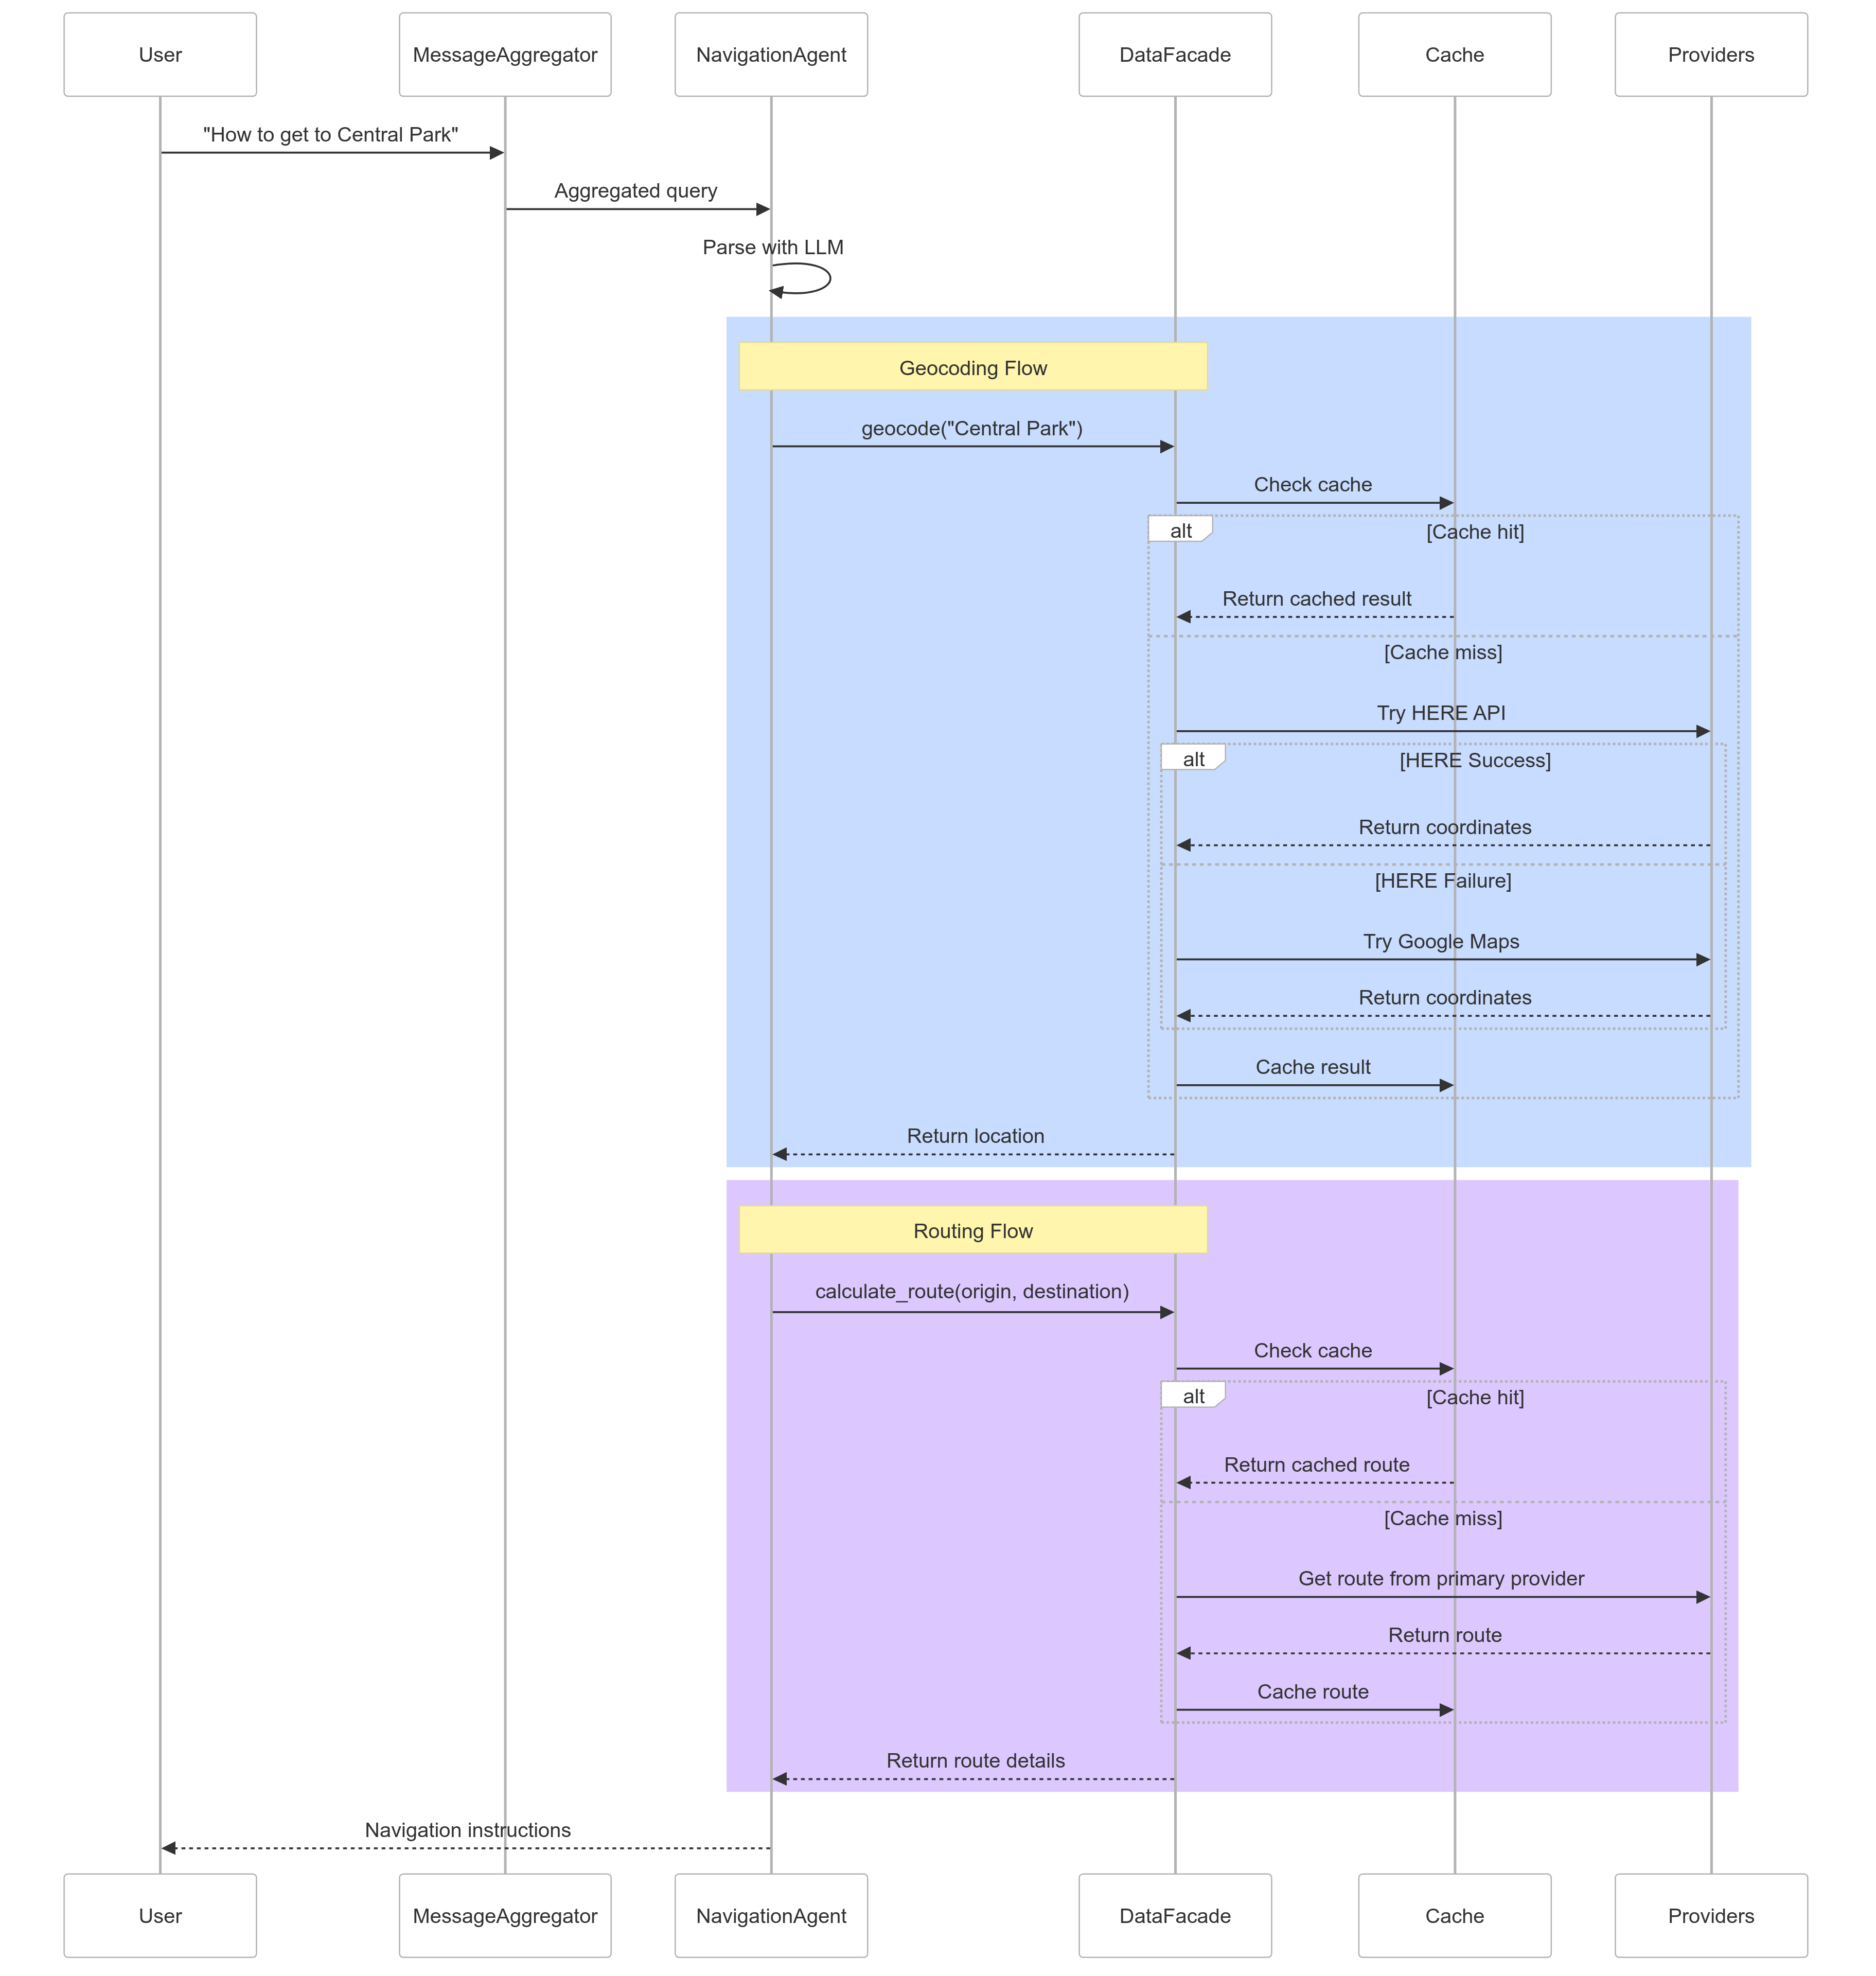 User
MessageAggregator
NavigationAgent
DataFacade
Cache
Providers
"How to get to Central Park"
Aggregated query
Parse with LLM
Geocoding Flow
geocode("Central Park")
Check cache
alt
[Cache hit]
Return cached result
[Cache miss]
Try HERE API
alt
[HERE Success]
Return coordinates
[HERE Failure]
Try Google Maps
Return coordinates
Cache result
Return location
Routing Flow
calculate_route(origin, destination)
Check cache
alt
[Cache hit]
Return cached route
[Cache miss]
Get route from primary provider
Return route
Cache route
Return route details
Navigation instructions
User
MessageAggregator
NavigationAgent
DataFacade
Cache
Providers